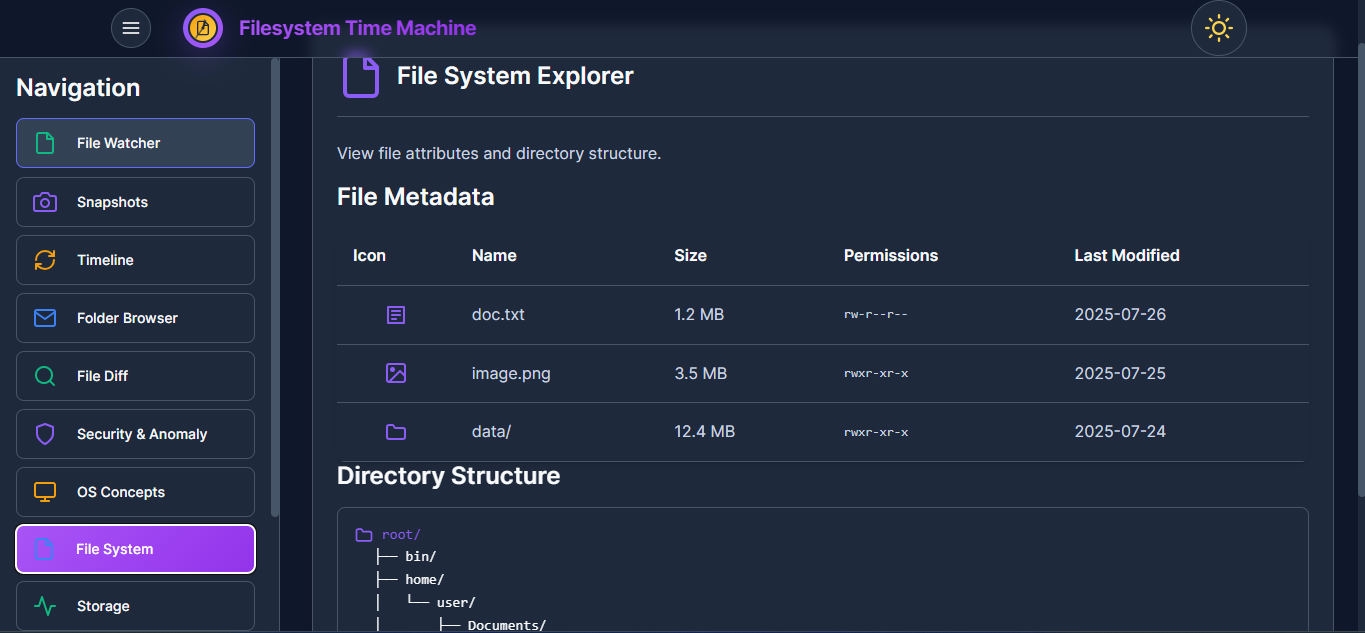 Filesystem Time Machine
Navigation
File Watcher
Snapshots
Timeline
Folder Browser
File Diff
Security & Anomaly
OS Concepts
File System
Storage
File System Explorer
View file attributes and directory structure.
File Metadata
Icon Name Size Permissions Last Modified
doc.txt 1.2 MB rw-r--r-- 2025-07-26
image.png 3.5 MB rwxr-xr-x 2025-07-25
data/ 12.4 MB rwxr-xr-x 2025-07-24
Directory Structure
root/
├── bin/
├── home/
│   └── user/
│       ├── Documents/